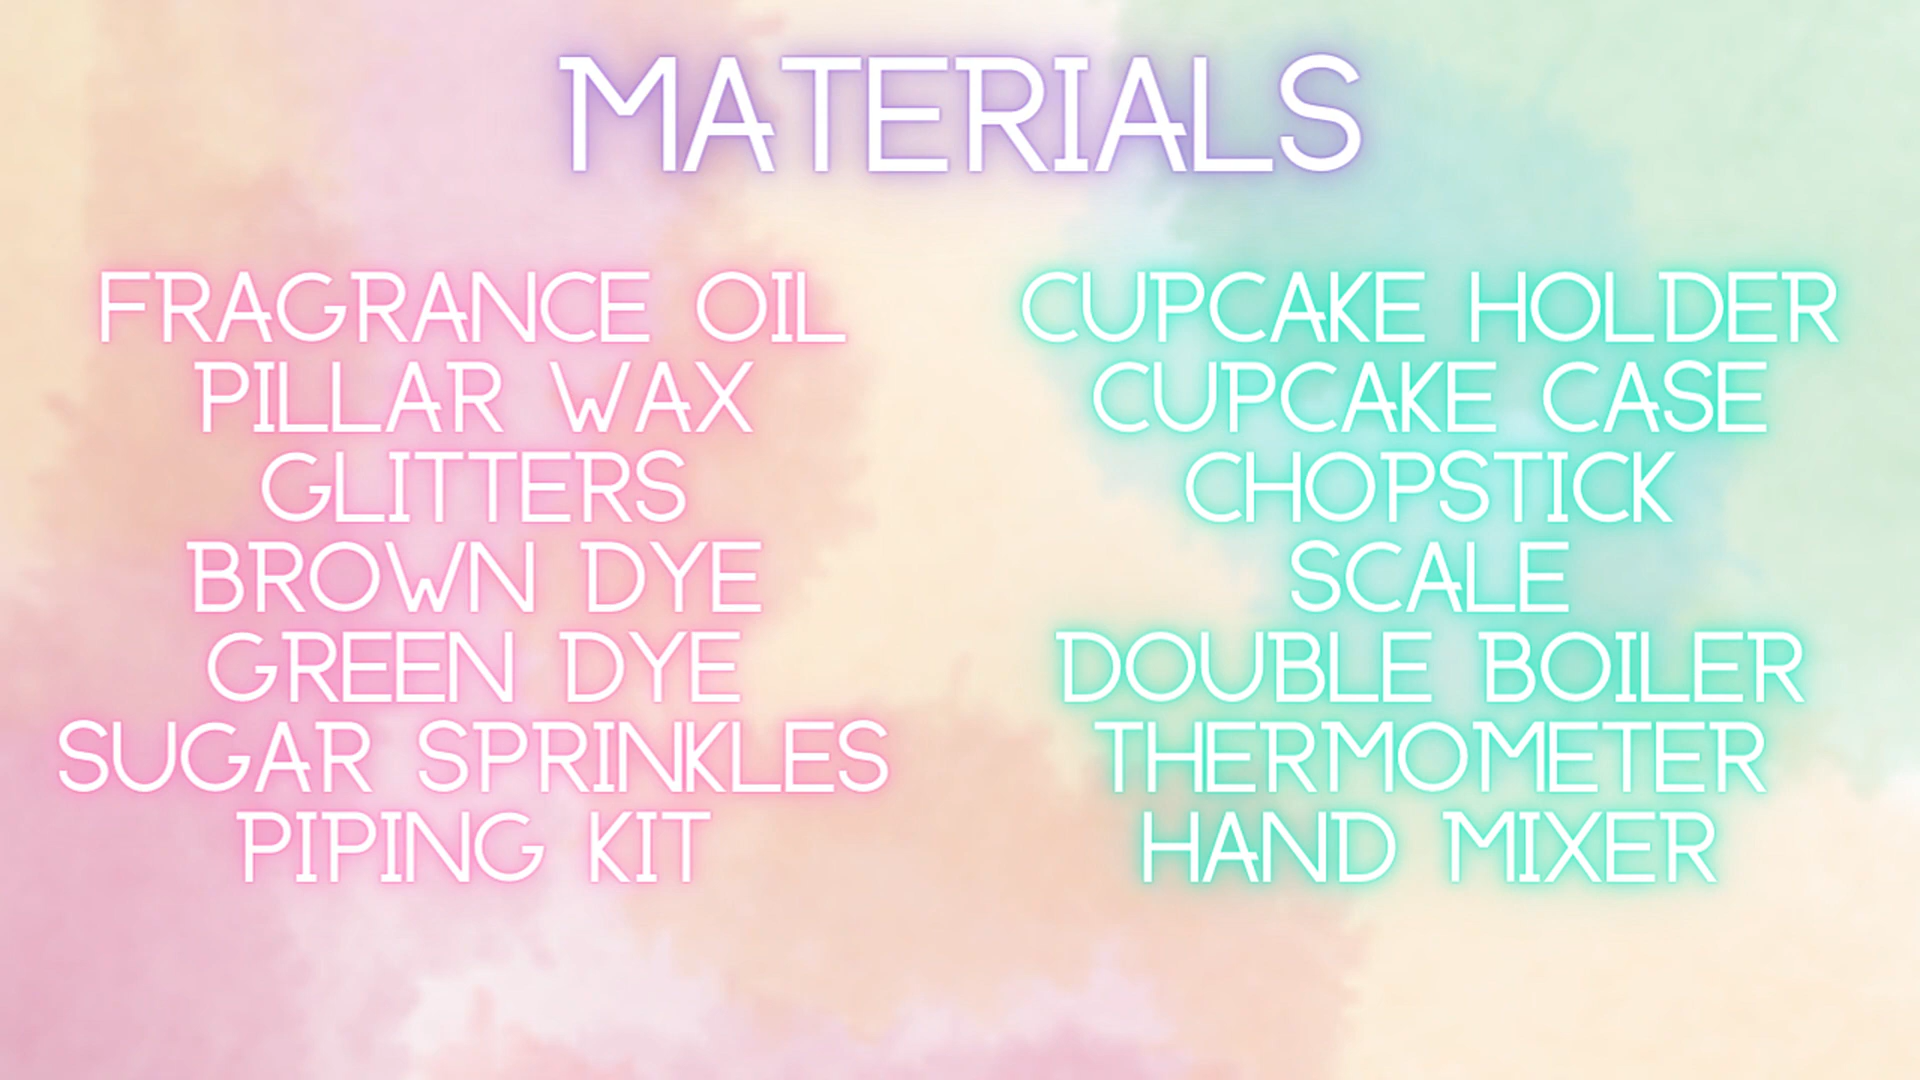 MATERIALS
FRAGRANCE OIL
PILLAR WAX
GLITTERS
BROWN DYE
GREEN DYE
SUGAR SPRINKLES
PIPING KIT
CUPCAKE HOLDER
CUPCAKE CASE
CHOPSTICK
SCALE
DOUBLE BOILER
THERMOMETER
HAND MIXER